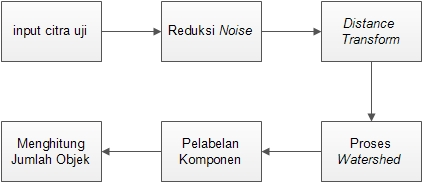 input citra uji
Reduksi Noise
Distance
Transform
Proses
Watershed
Pelabelan
Komponen
Menghitung
Jumlah Objek